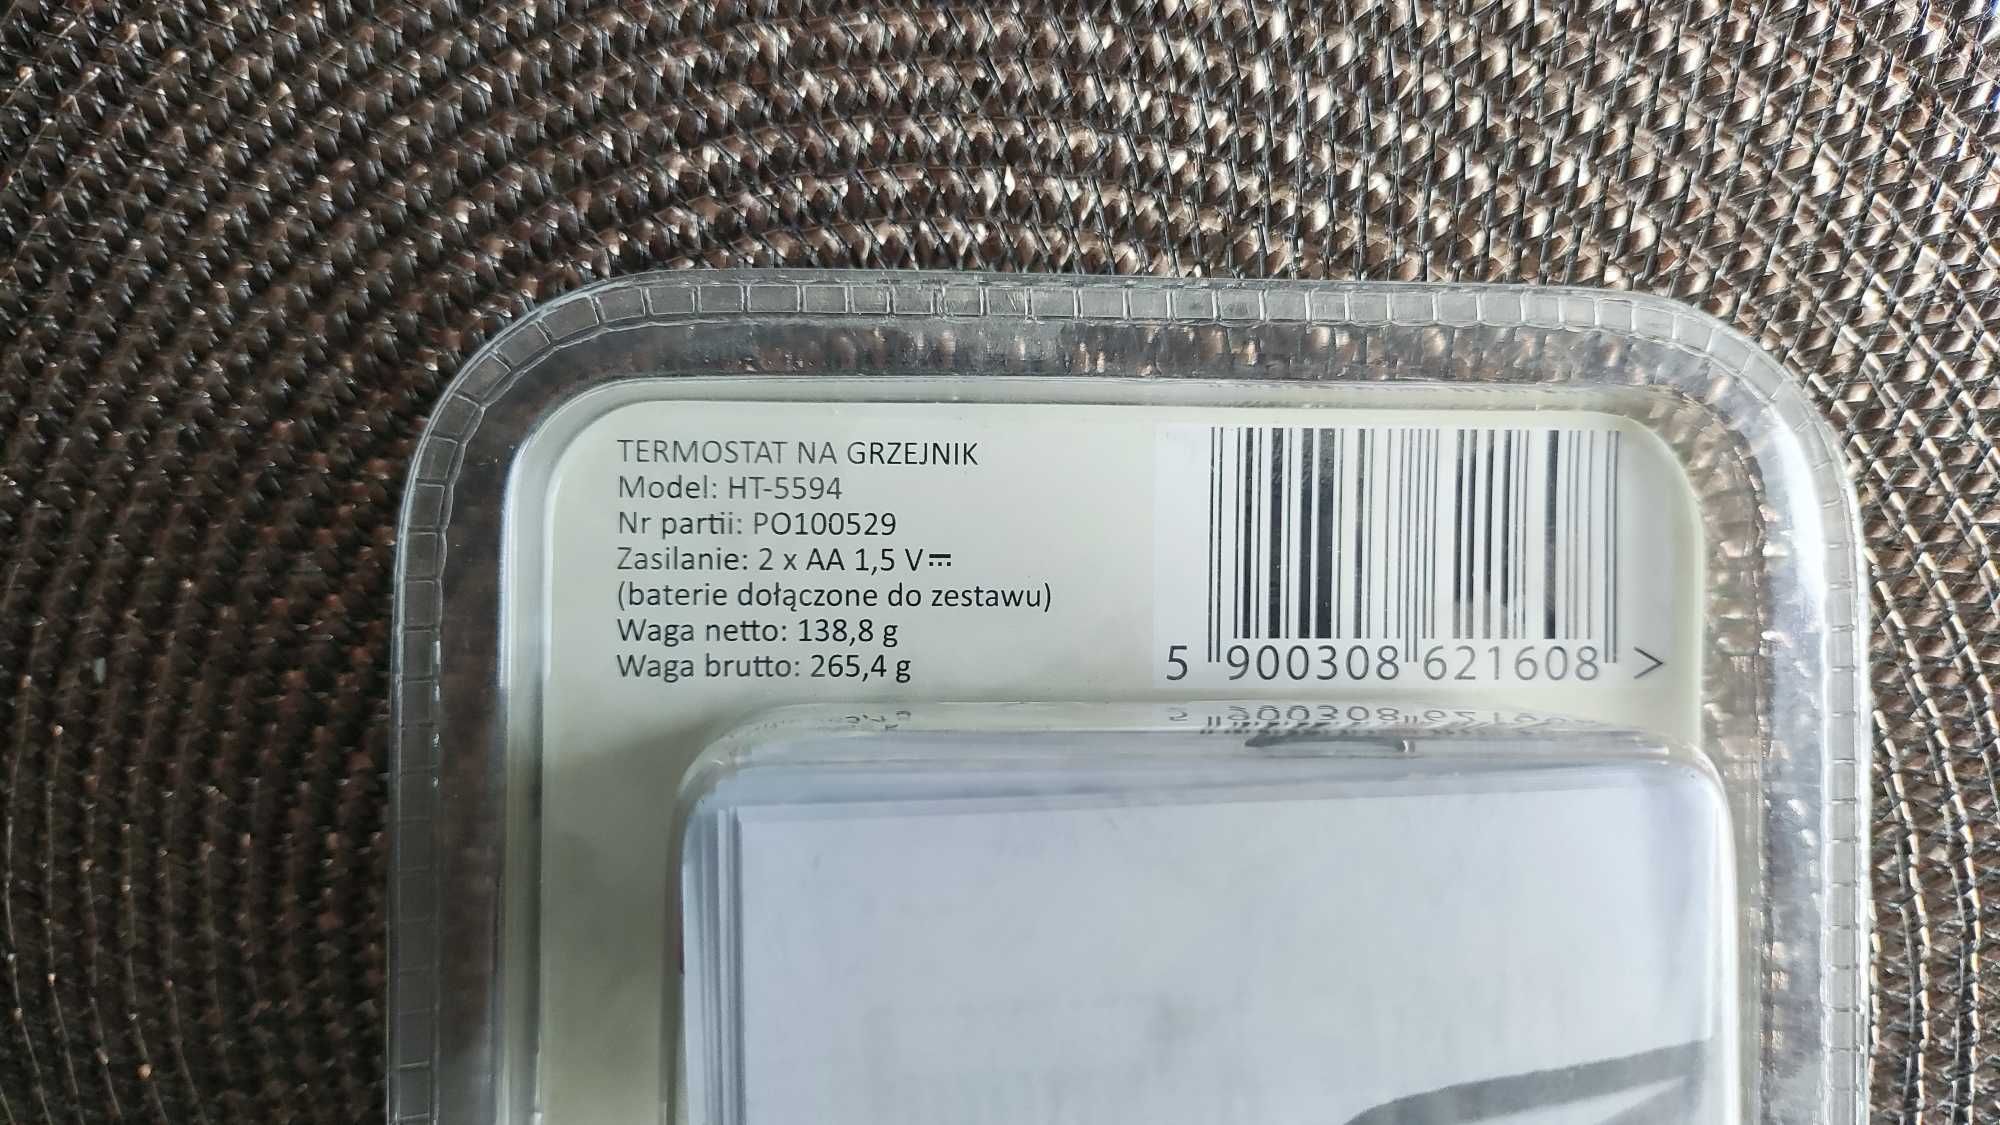 TERMOSTAT NA GRZEJNIK
Model: HT-5594
Nr partii: PO100529
Zasilanie: 2 x AA 1,5 V⎓
(baterie dołączone do zestawu)
Waga netto: 138,8 g
Waga brutto: 265,4 g
5 900308 621608 >